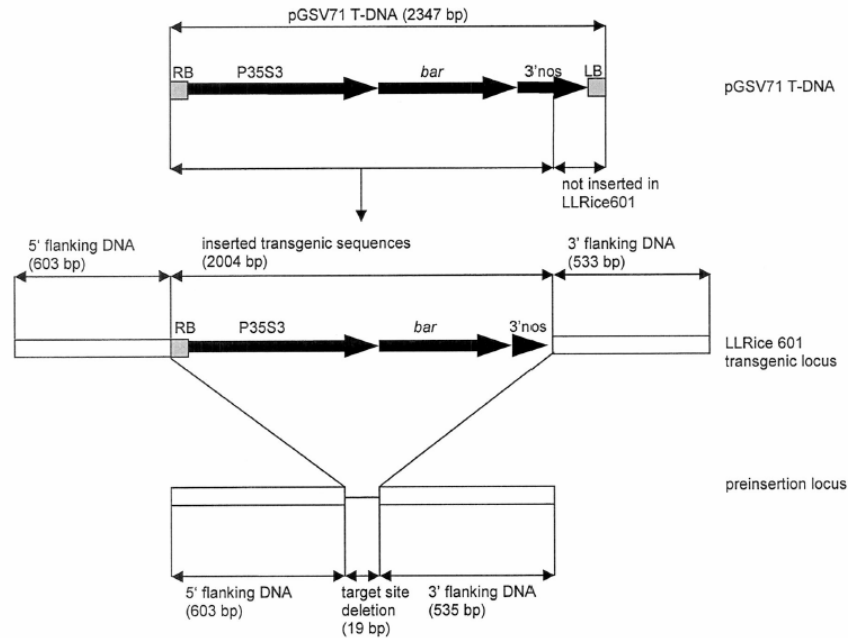 pGSV71 T-DNA (2347 bp)
RB P35S3 bar 3'nos LB
pGSV71 T-DNA
not inserted in
LLRice601
5' flanking DNA
(603 bp)
inserted transgenic sequences
(2004 bp)
3' flanking DNA
(533 bp)
RB P35S3 bar 3'nos
LLRice 601
transgenic locus
preinsertion locus
5' flanking DNA
(603 bp)
target site
deletion
(19 bp)
3' flanking DNA
(535 bp)